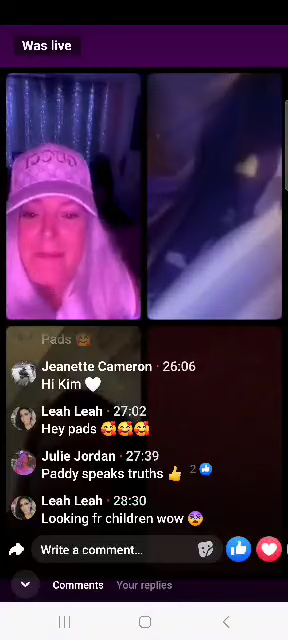 Was live
GUCCI
Pads 🥰
Jeanette Cameron · 26:06
Hi Kim 🤍
Leah Leah · 27:02
Hey pads 🥰🥰🥰
Julie Jordan · 27:39
Paddy speaks truths 👍 2
Leah Leah · 28:30
Looking fr children wow 😵
Write a comment...
Comments Your replies